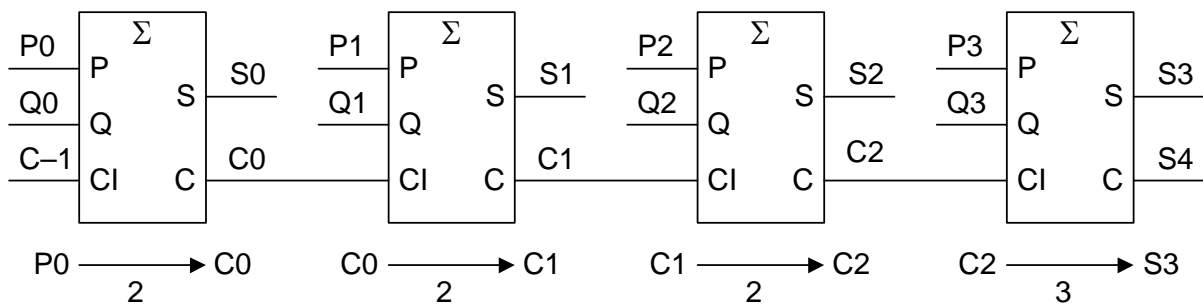 Σ Σ Σ Σ
P0 P1 P2 P3
P P P P
S0 S1 S2 S3
Q0 S Q1 S Q2 S Q3 S
Q Q Q Q
C–1 C0 C1 C2 S4
CI C CI C CI C CI C
P0 C0 C0 C1 C1 C2 C2 S3
2 2 2 3